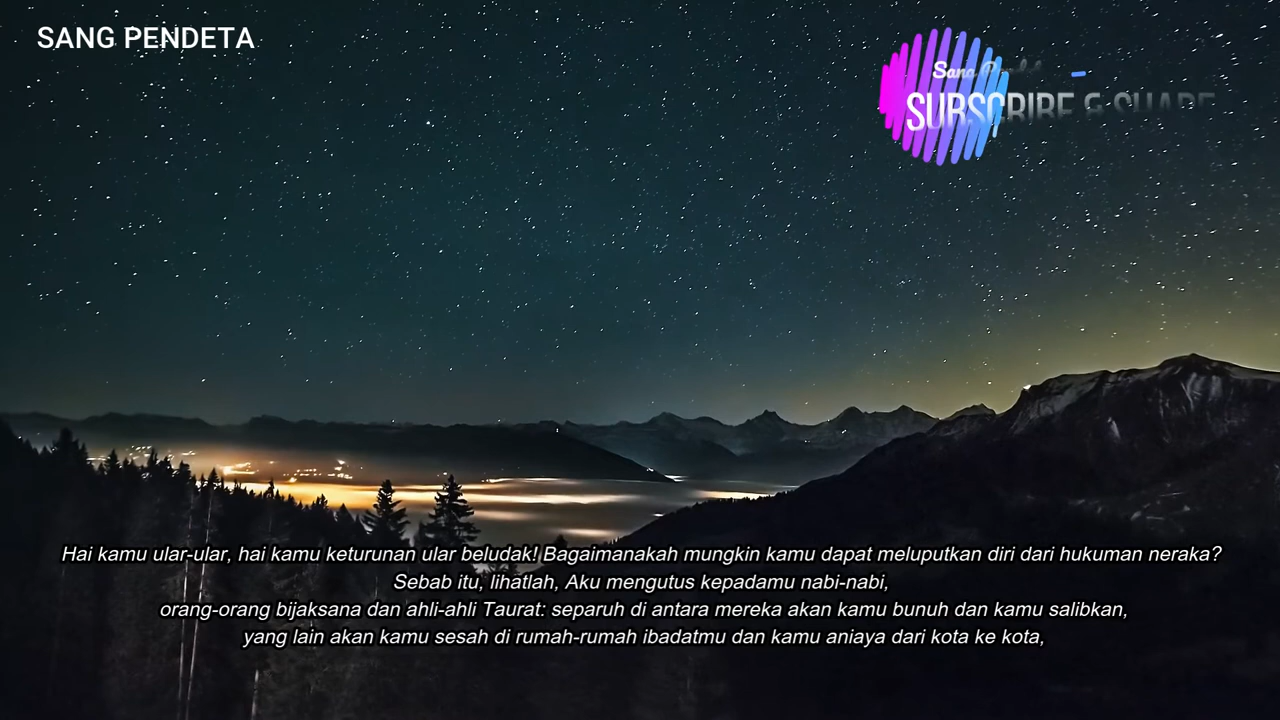 SANG PENDETA
Sang
SUBSCRIBE & SHARE
Hai kamu ular-ular, hai kamu keturunan ular beludak! Bagaimanakah mungkin kamu dapat meluputkan diri dari hukuman neraka?
Sebab itu, lihatlah, Aku mengutus kepadamu nabi-nabi,
orang-orang bijaksana dan ahli-ahli Taurat: separuh di antara mereka akan kamu bunuh dan kamu salibkan,
yang lain akan kamu sesah di rumah-rumah ibadatmu dan kamu aniaya dari kota ke kota,